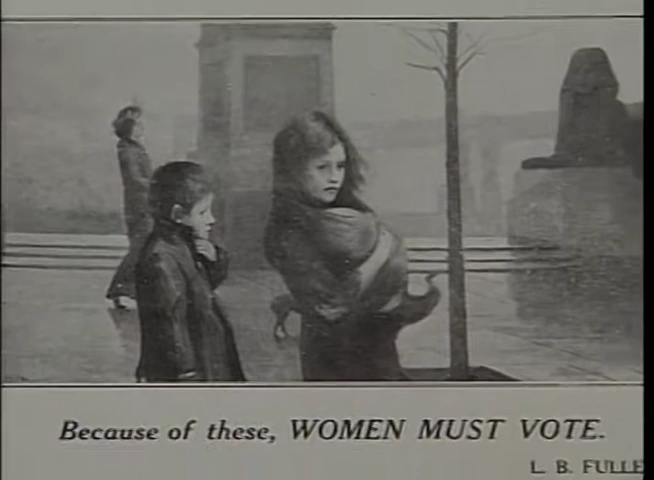 Because of these, WOMEN MUST VOTE.
L. B. FULLE